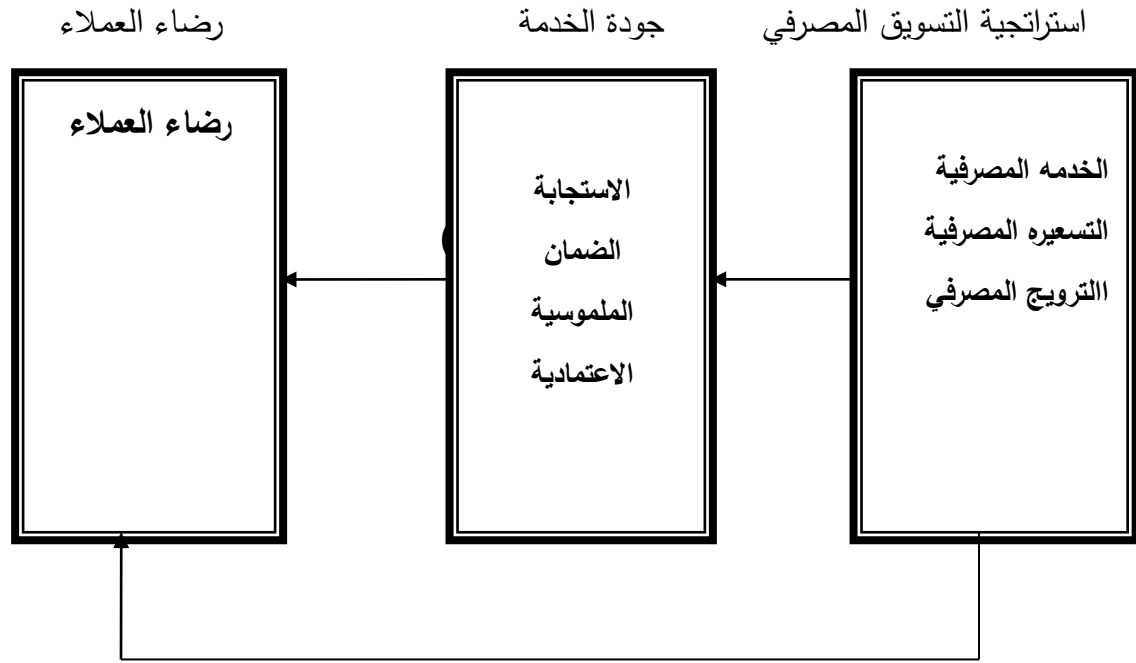 استراتجية التسويق المصرفي
جودة الخدمة
رضاء العملاء
الخدمه المصرفية
التسعيره المصرفية
االترويج المصرفي
الاستجابة
الضمان
الملموسية
الاعتمادية
رضاء العملاء